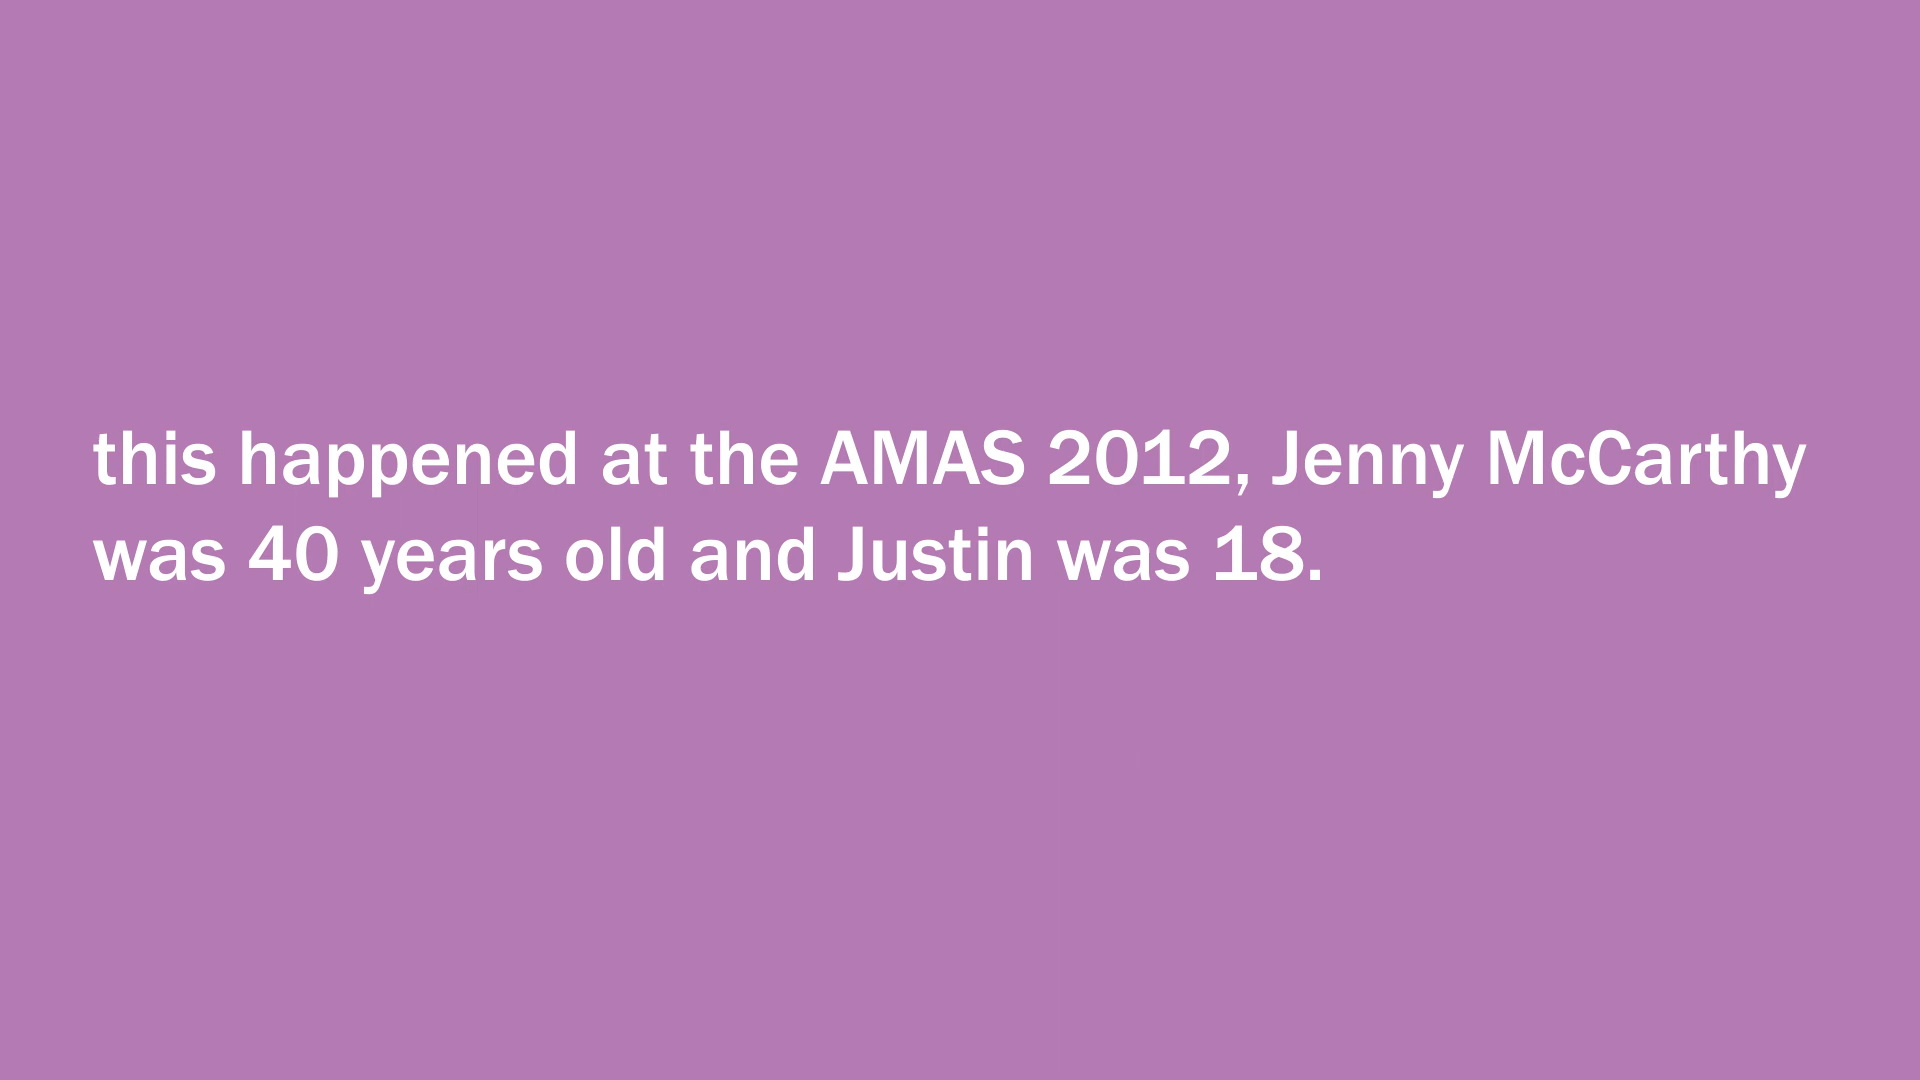 this happened at the AMAS 2012, Jenny McCarthy
was 40 years old and Justin was 18.